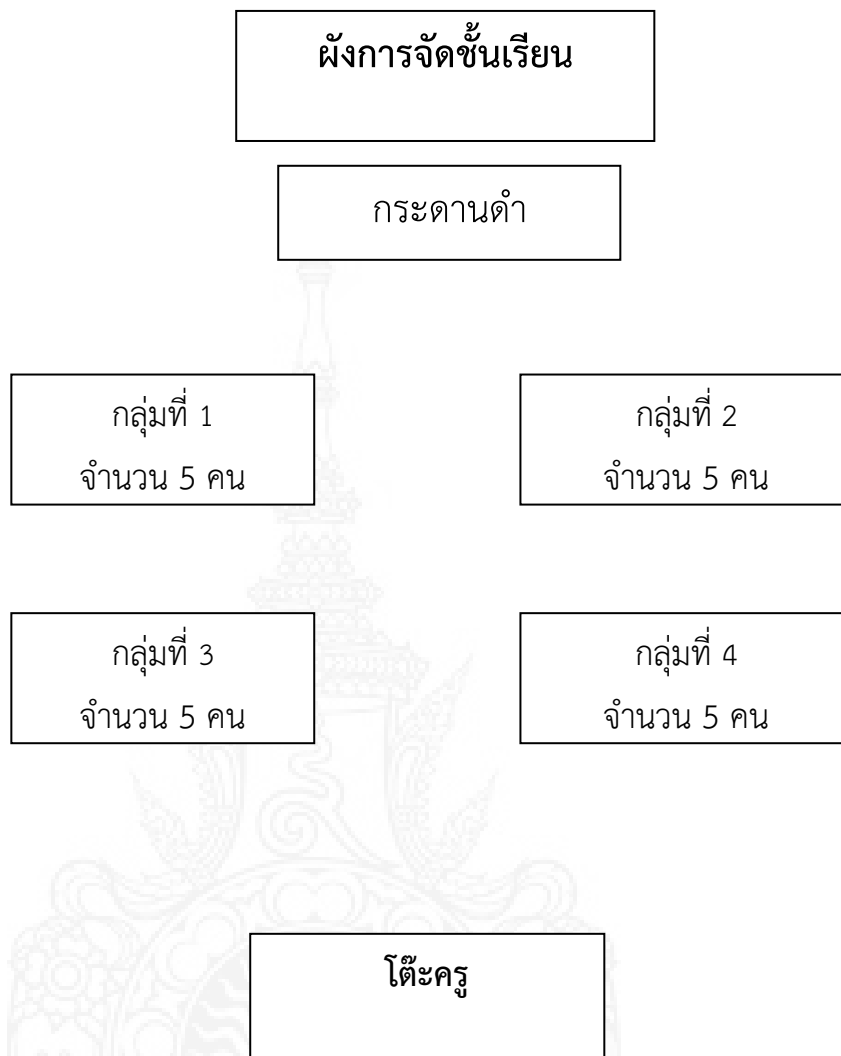 ผังการจัดชั้นเรียน
กระดานดำ
กลุ่มที่ 1
จำนวน 5 คน
กลุ่มที่ 2
จำนวน 5 คน
กลุ่มที่ 3
จำนวน 5 คน
กลุ่มที่ 4
จำนวน 5 คน
โต๊ะครู